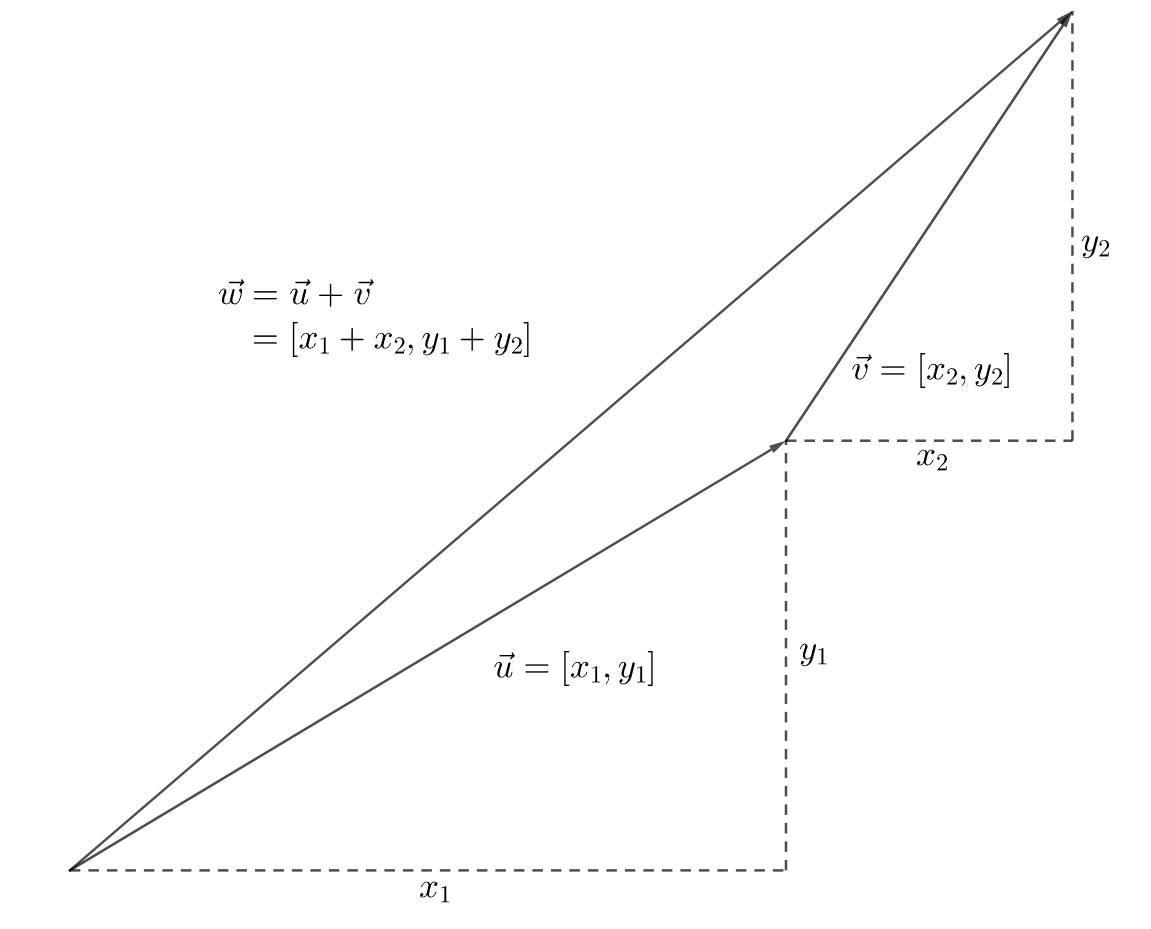 y₂
w⃗ = u⃗ + v⃗
= [x₁ + x₂, y₁ + y₂]
v⃗ = [x₂, y₂]
x₂
y₁
u⃗ = [x₁, y₁]
x₁